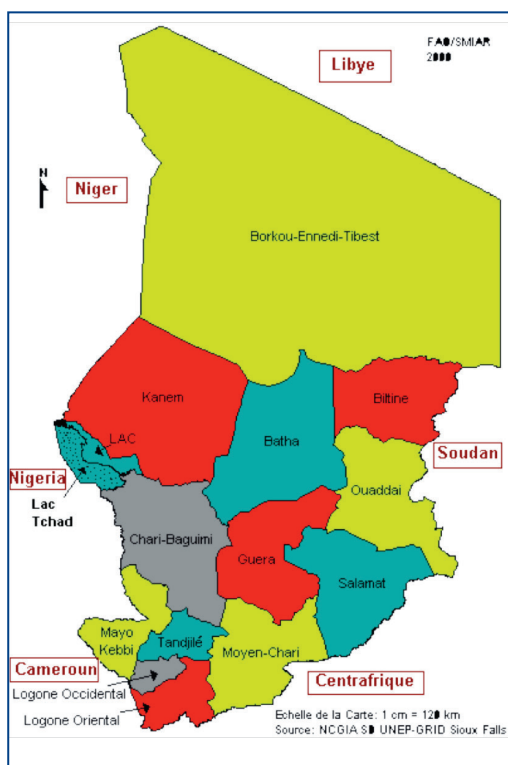 FAO/SMIAR
2000
Libye
N
Niger
Borkou-Ennedi-Tibest
Kanem
Biltine
LAC
Batha
Soudan
Nigeria
Ouaddai
Lac
Tchad
Chari-Baguimi
Guera
Salamat
Mayo
Kebbi
Tandjilé
Moyen-Chari
Cameroun
Centrafrique
Logone Occidental
Logone Oriental
Echelle de la Carte: 1 cm = 120 km
Source: NCGIA SB UNEP-GRID Sioux Falls